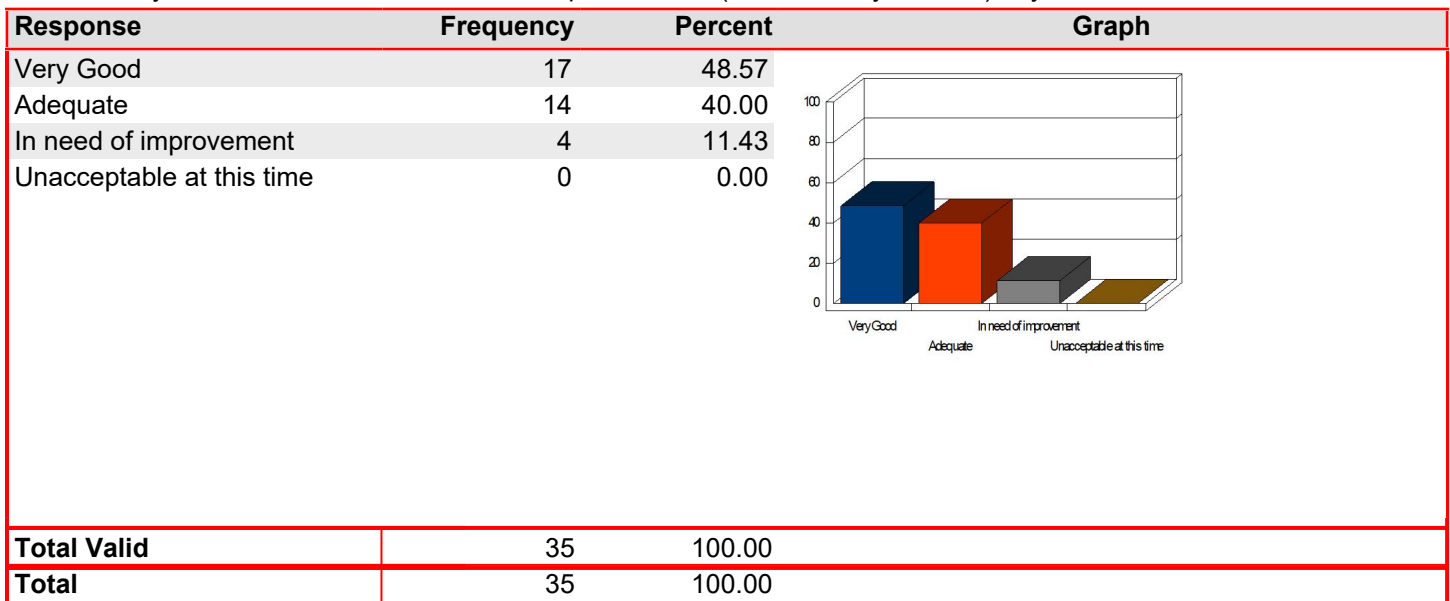 Response Frequency Percent Graph
Very Good 17 48.57
Adequate 14 40.00
In need of improvement 4 11.43
Unacceptable at this time 0 0.00
100
80
60
40
20
0
Very Good In need of improvement
Adequate Unacceptable at this time
Total Valid 35 100.00
Total 35 100.00